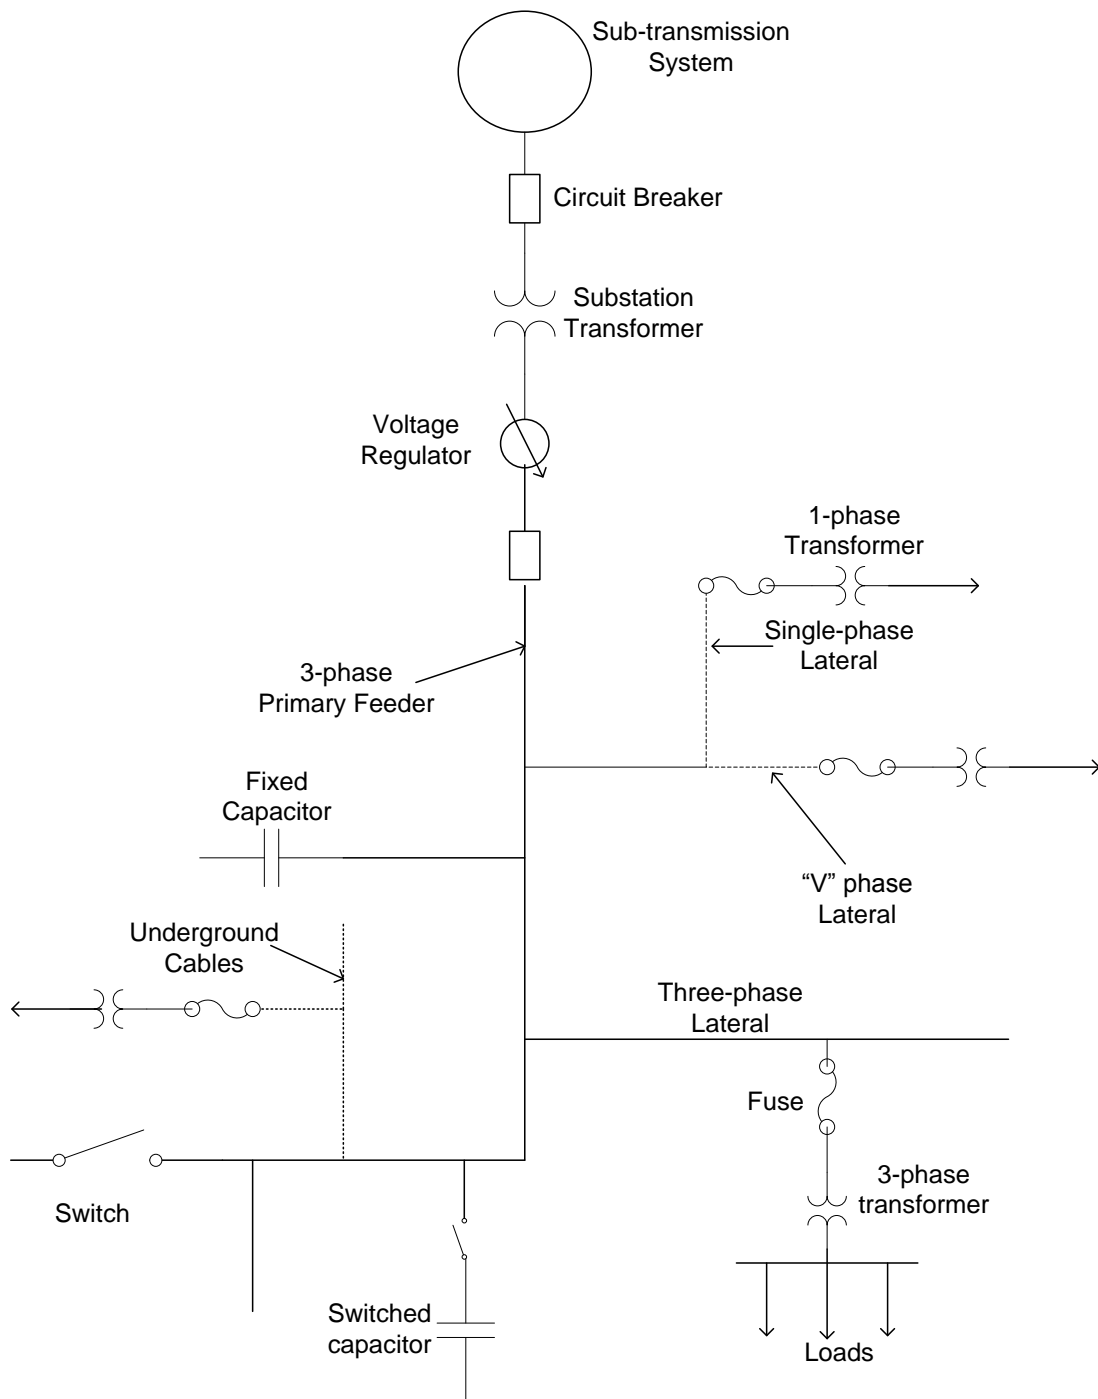 Sub-transmission
System
Circuit Breaker
Substation
Transformer
Voltage
Regulator
1-phase
Transformer
Single-phase
Lateral
3-phase
Primary Feeder
Fixed
Capacitor
“V” phase
Lateral
Underground
Cables
Three-phase
Lateral
Fuse
3-phase
transformer
Switch
Switched
capacitor
Loads